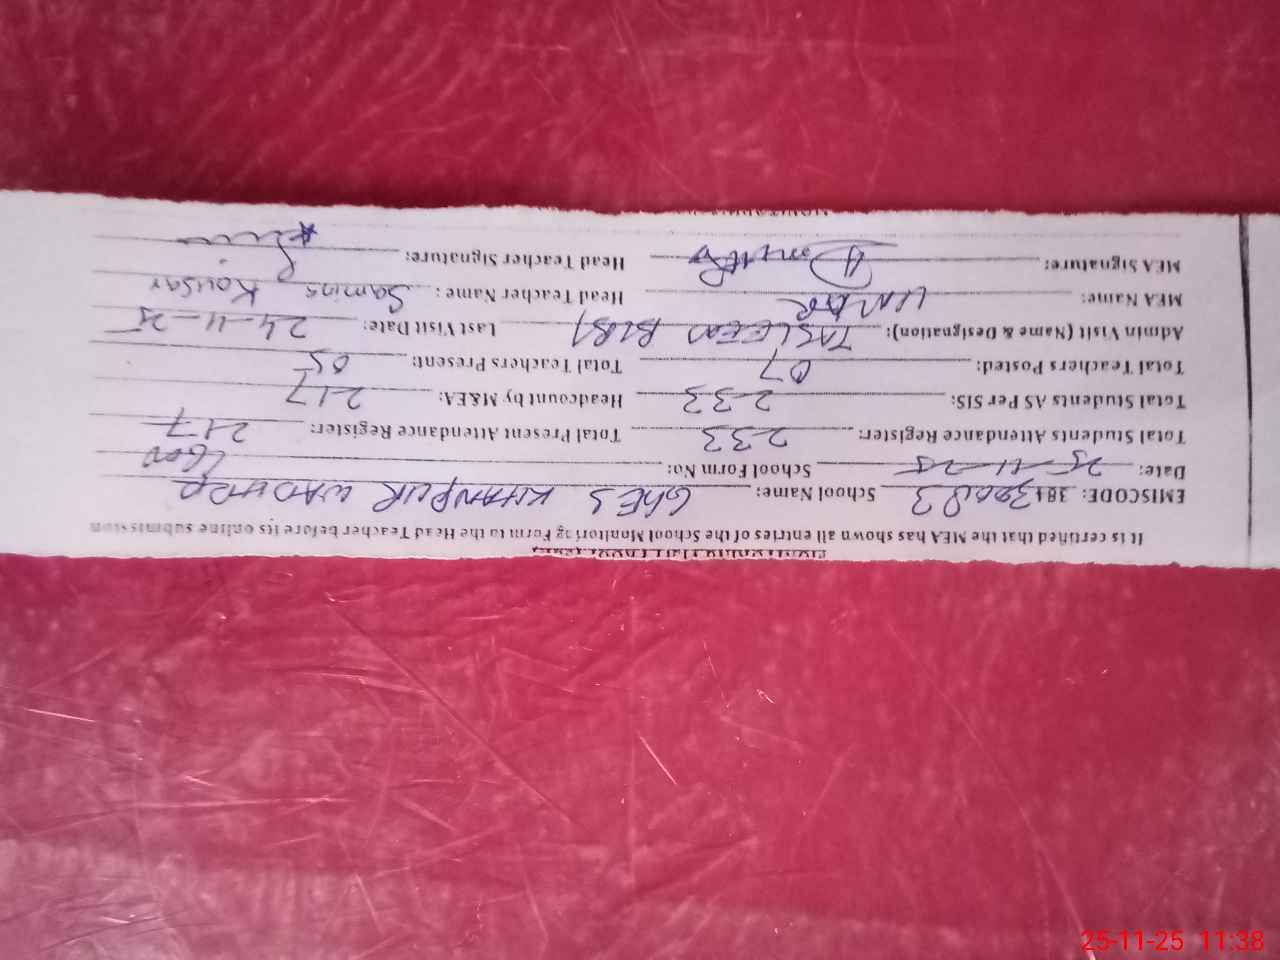 It is certified that the MEA has shown all entries of the School Monitoring Form to the Head Teacher before its online submission
EMISCODE: 384 30083 School Name: GGES KHANPUR
Date: 25-11-25 School Form No:
Total Students Attendance Register: 233 Total Present Attendance Register: 217
Total Students AS Per SIS: 233 Headcount by M&EA: 217
Total Teachers Posted: 07 Total Teachers Present: 05
Admin Visit (Name & Designation): TASLEEM BIBI Last Visit Date: 24-11-25
MEA Name: UMAR Head Teacher Name: Samina Kousar
MEA Signature: Head Teacher Signature:
25-11-25 11:38